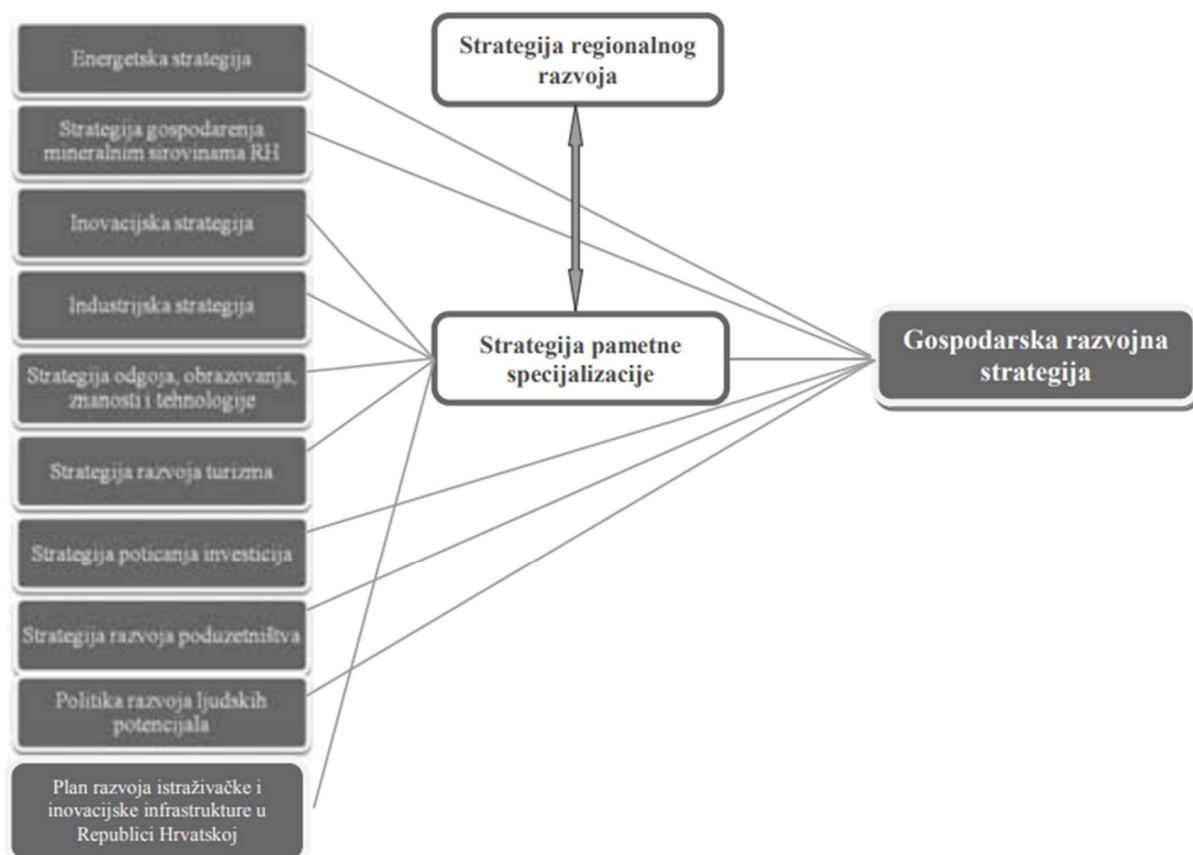 Energetska strategija
Strategija gospodarenja
mineralnim sirovinama RH
Inovacijska strategija
Industrijska strategija
Strategija odgoja, obrazovanja,
znanosti i tehnologije
Strategija razvoja turizma
Strategija poticanja investicija
Strategija razvoja poduzetništva
Politika razvoja ljudskih
potencijala
Plan razvoja istraživačke i
inovacijske infrastrukture u
Republici Hrvatskoj
Strategija regionalnog
razvoja
Strategija pametne
specijalizacije
Gospodarska razvojna
strategija